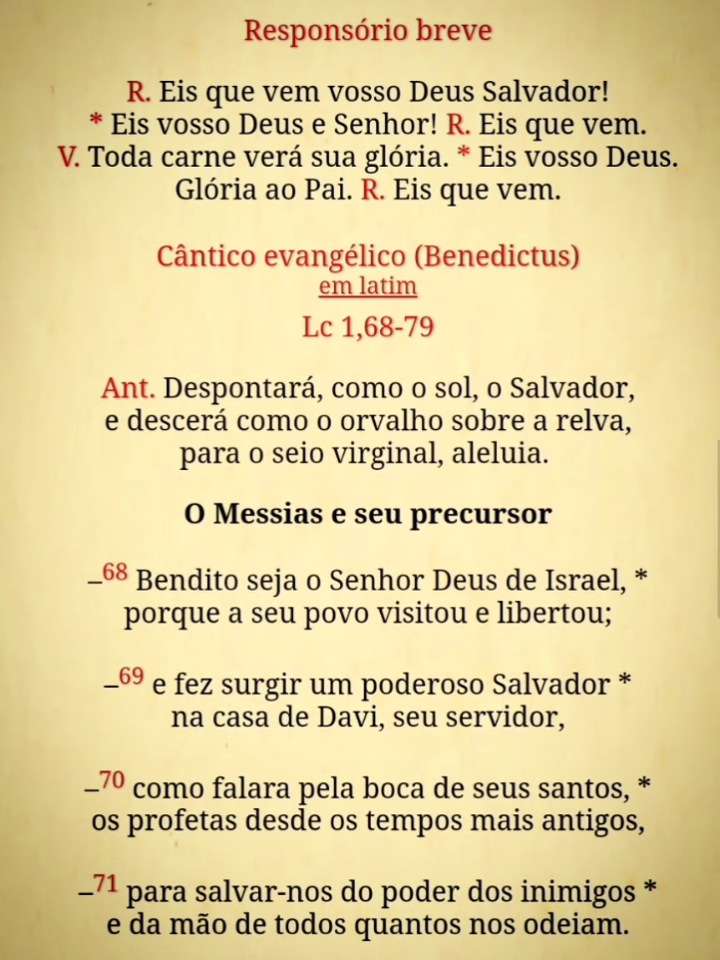 Responsório breve
R. Eis que vem vosso Deus Salvador!
* Eis vosso Deus e Senhor! R. Eis que vem.
V. Toda carne verá sua glória. * Eis vosso Deus.
Glória ao Pai. R. Eis que vem.
Cântico evangélico (Benedictus)
em latim
Lc 1,68-79
Ant. Despontará, como o sol, o Salvador,
e descerá como o orvalho sobre a relva,
para o seio virginal, aleluia.
O Messias e seu precursor
–68 Bendito seja o Senhor Deus de Israel, *
porque a seu povo visitou e libertou;
–69 e fez surgir um poderoso Salvador *
na casa de Davi, seu servidor,
–70 como falara pela boca de seus santos, *
os profetas desde os tempos mais antigos,
–71 para salvar-nos do poder dos inimigos *
e da mão de todos quantos nos odeiam.